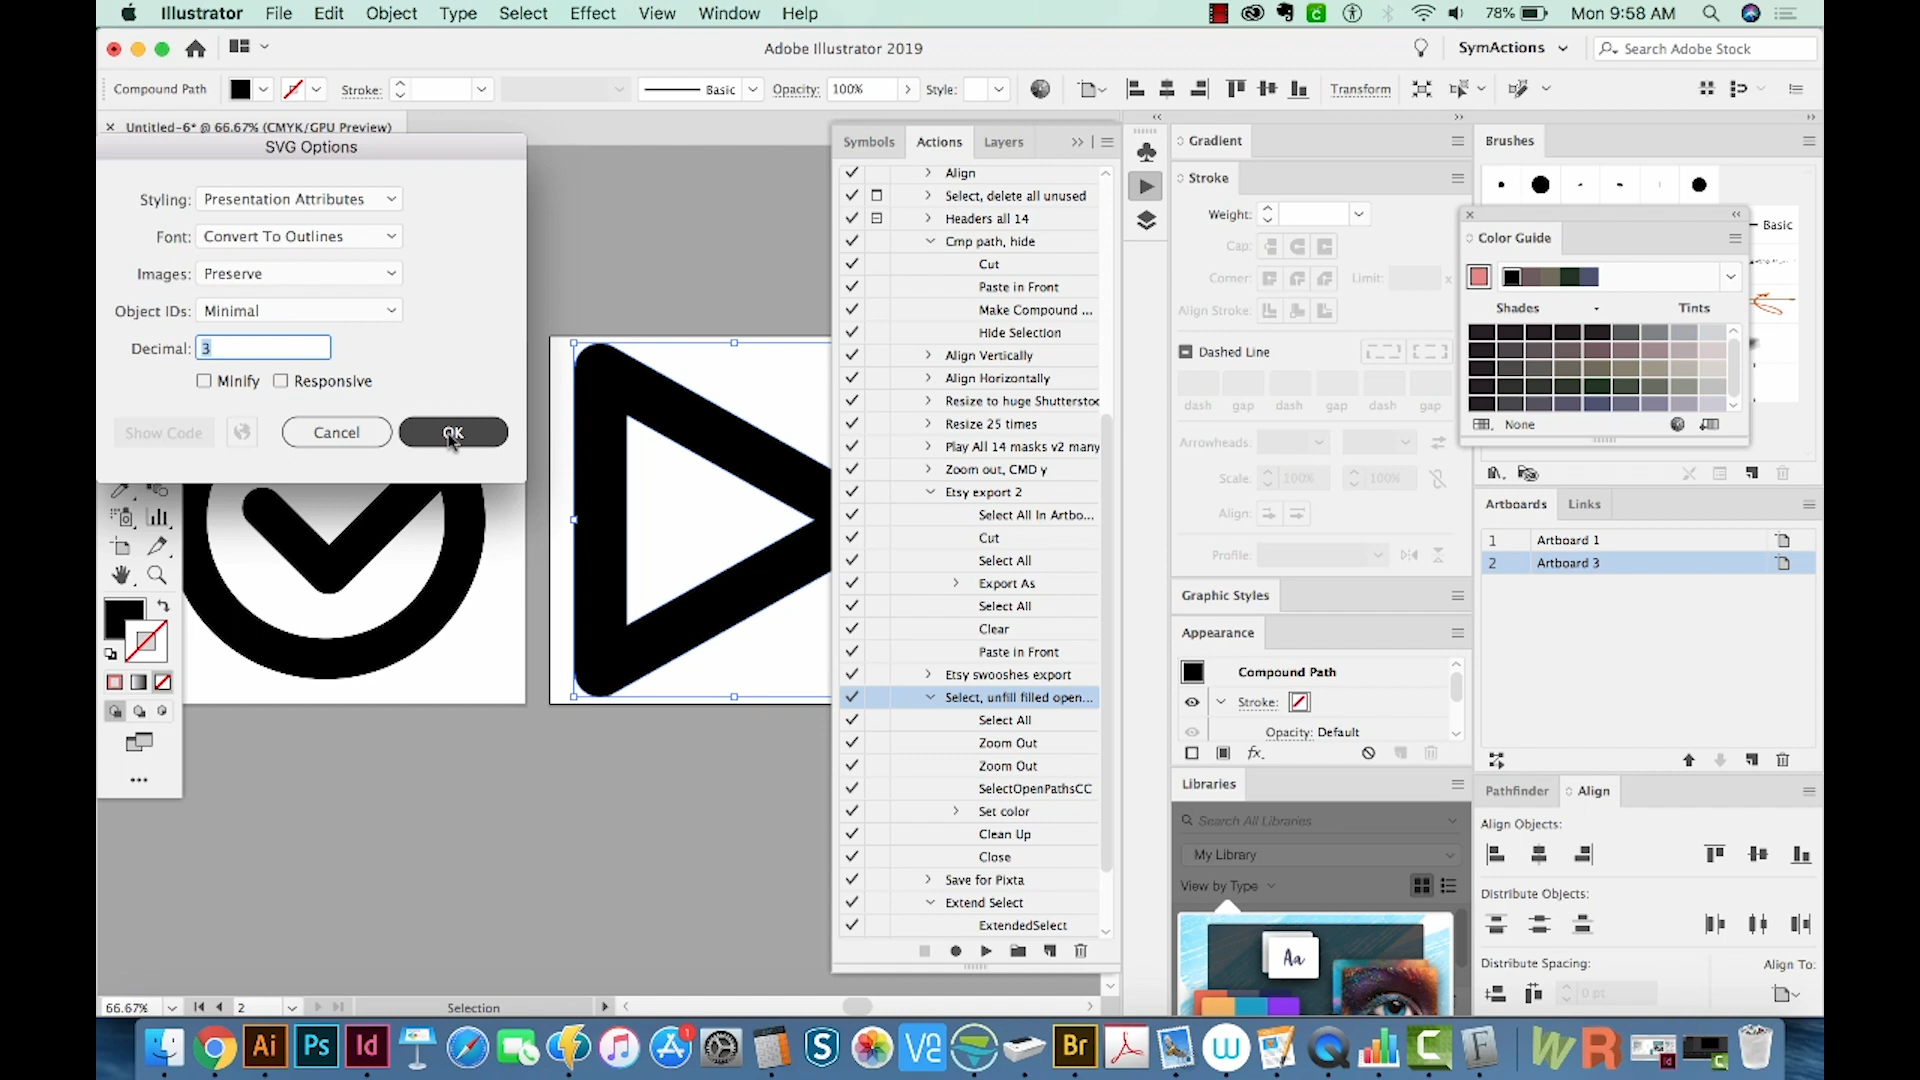 Illustrator File Edit Object Type Select Effect View Window Help
78% Mon 9:58 AM
Adobe Illustrator 2019
SymActions
Search Adobe Stock
Compound Path
Stroke:
Basic
Opacity: 100%
Style:
Transform
Untitled-6* @ 66.67% (CMYK/GPU Preview)
SVG Options
Styling: Presentation Attributes
Font: Convert To Outlines
Images: Preserve
Object IDs: Minimal
Decimal: 3
Minify Responsive
Show Code Cancel OK
Symbols Actions Layers
Align
Select, delete all unused
Headers all 14
Cmp path, hide
Cut
Paste in Front
Make Compound ...
Hide Selection
Align Vertically
Align Horizontally
Resize to huge Shuttersto
Resize 25 times
Play All 14 masks v2 many
Zoom out, CMD y
Etsy export 2
Select All In Artbo...
Cut
Select All
Export As
Select All
Clear
Paste in Front
Etsy swooshes export
Select, unfill filled open...
Select All
Zoom Out
Zoom Out
SelectOpenPathsCC
Set color
Clean Up
Close
Save for Pixta
Extend Select
ExtendedSelect
Gradient
Stroke
Weight:
Cap:
Corner: Limit: x
Align Stroke:
Dashed Line
dash gap dash gap dash gap
Arrowheads:
Scale: 100% 100%
Align:
Profile:
Graphic Styles
Appearance
Compound Path
Stroke:
Opacity: Default
fx.
Libraries
Search All Libraries
My Library
View by Type
Aa
Brushes
Basic
Color Guide
Shades Tints
None
Artboards Links
1 Artboard 1
2 Artboard 3
Pathfinder Align
Align Objects:
Distribute Objects:
Distribute Spacing: Align To:
0 pt
66.67% 2 Selection
Ai Ps Id Br